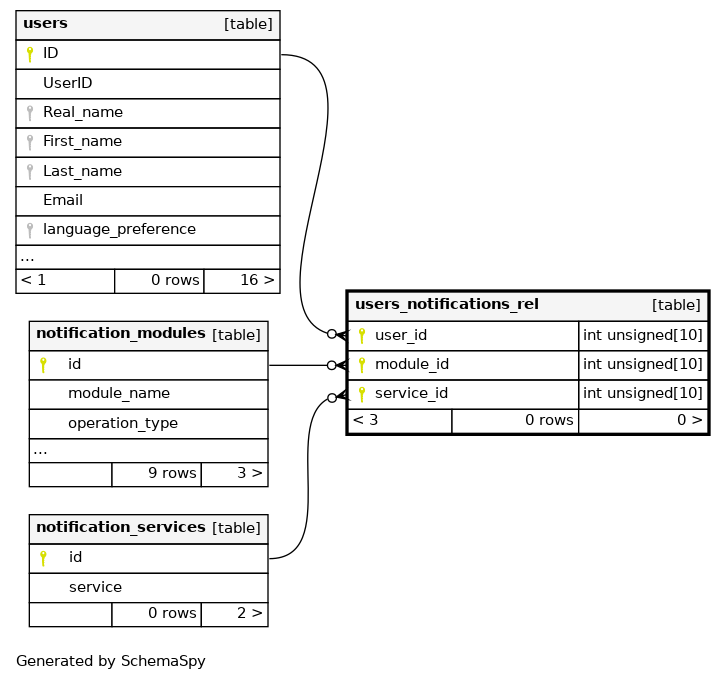 users [table]
ID
UserID
Real_name
First_name
Last_name
Email
language_preference
...
< 1 0 rows 16 >
notification_modules [table]
id
module_name
operation_type
...
9 rows 3 >
notification_services [table]
id
service
0 rows 2 >
users_notifications_rel [table]
user_id int unsigned[10]
module_id int unsigned[10]
service_id int unsigned[10]
< 3 0 rows 0 >
Generated by SchemaSpy